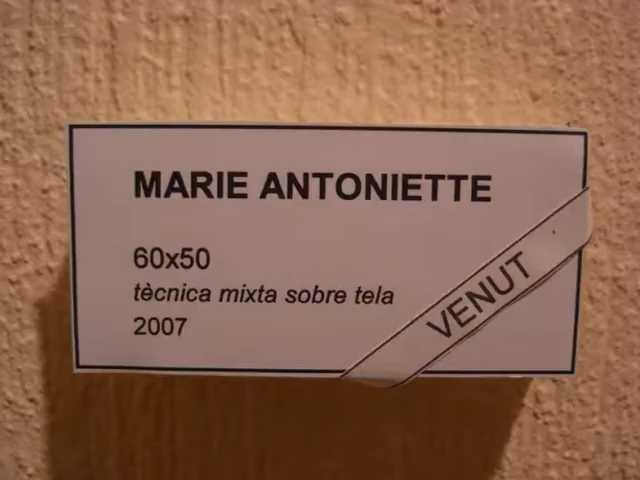 MARIE ANTONIETTE
60x50
tècnica mixta sobre tela
2007
VENUT